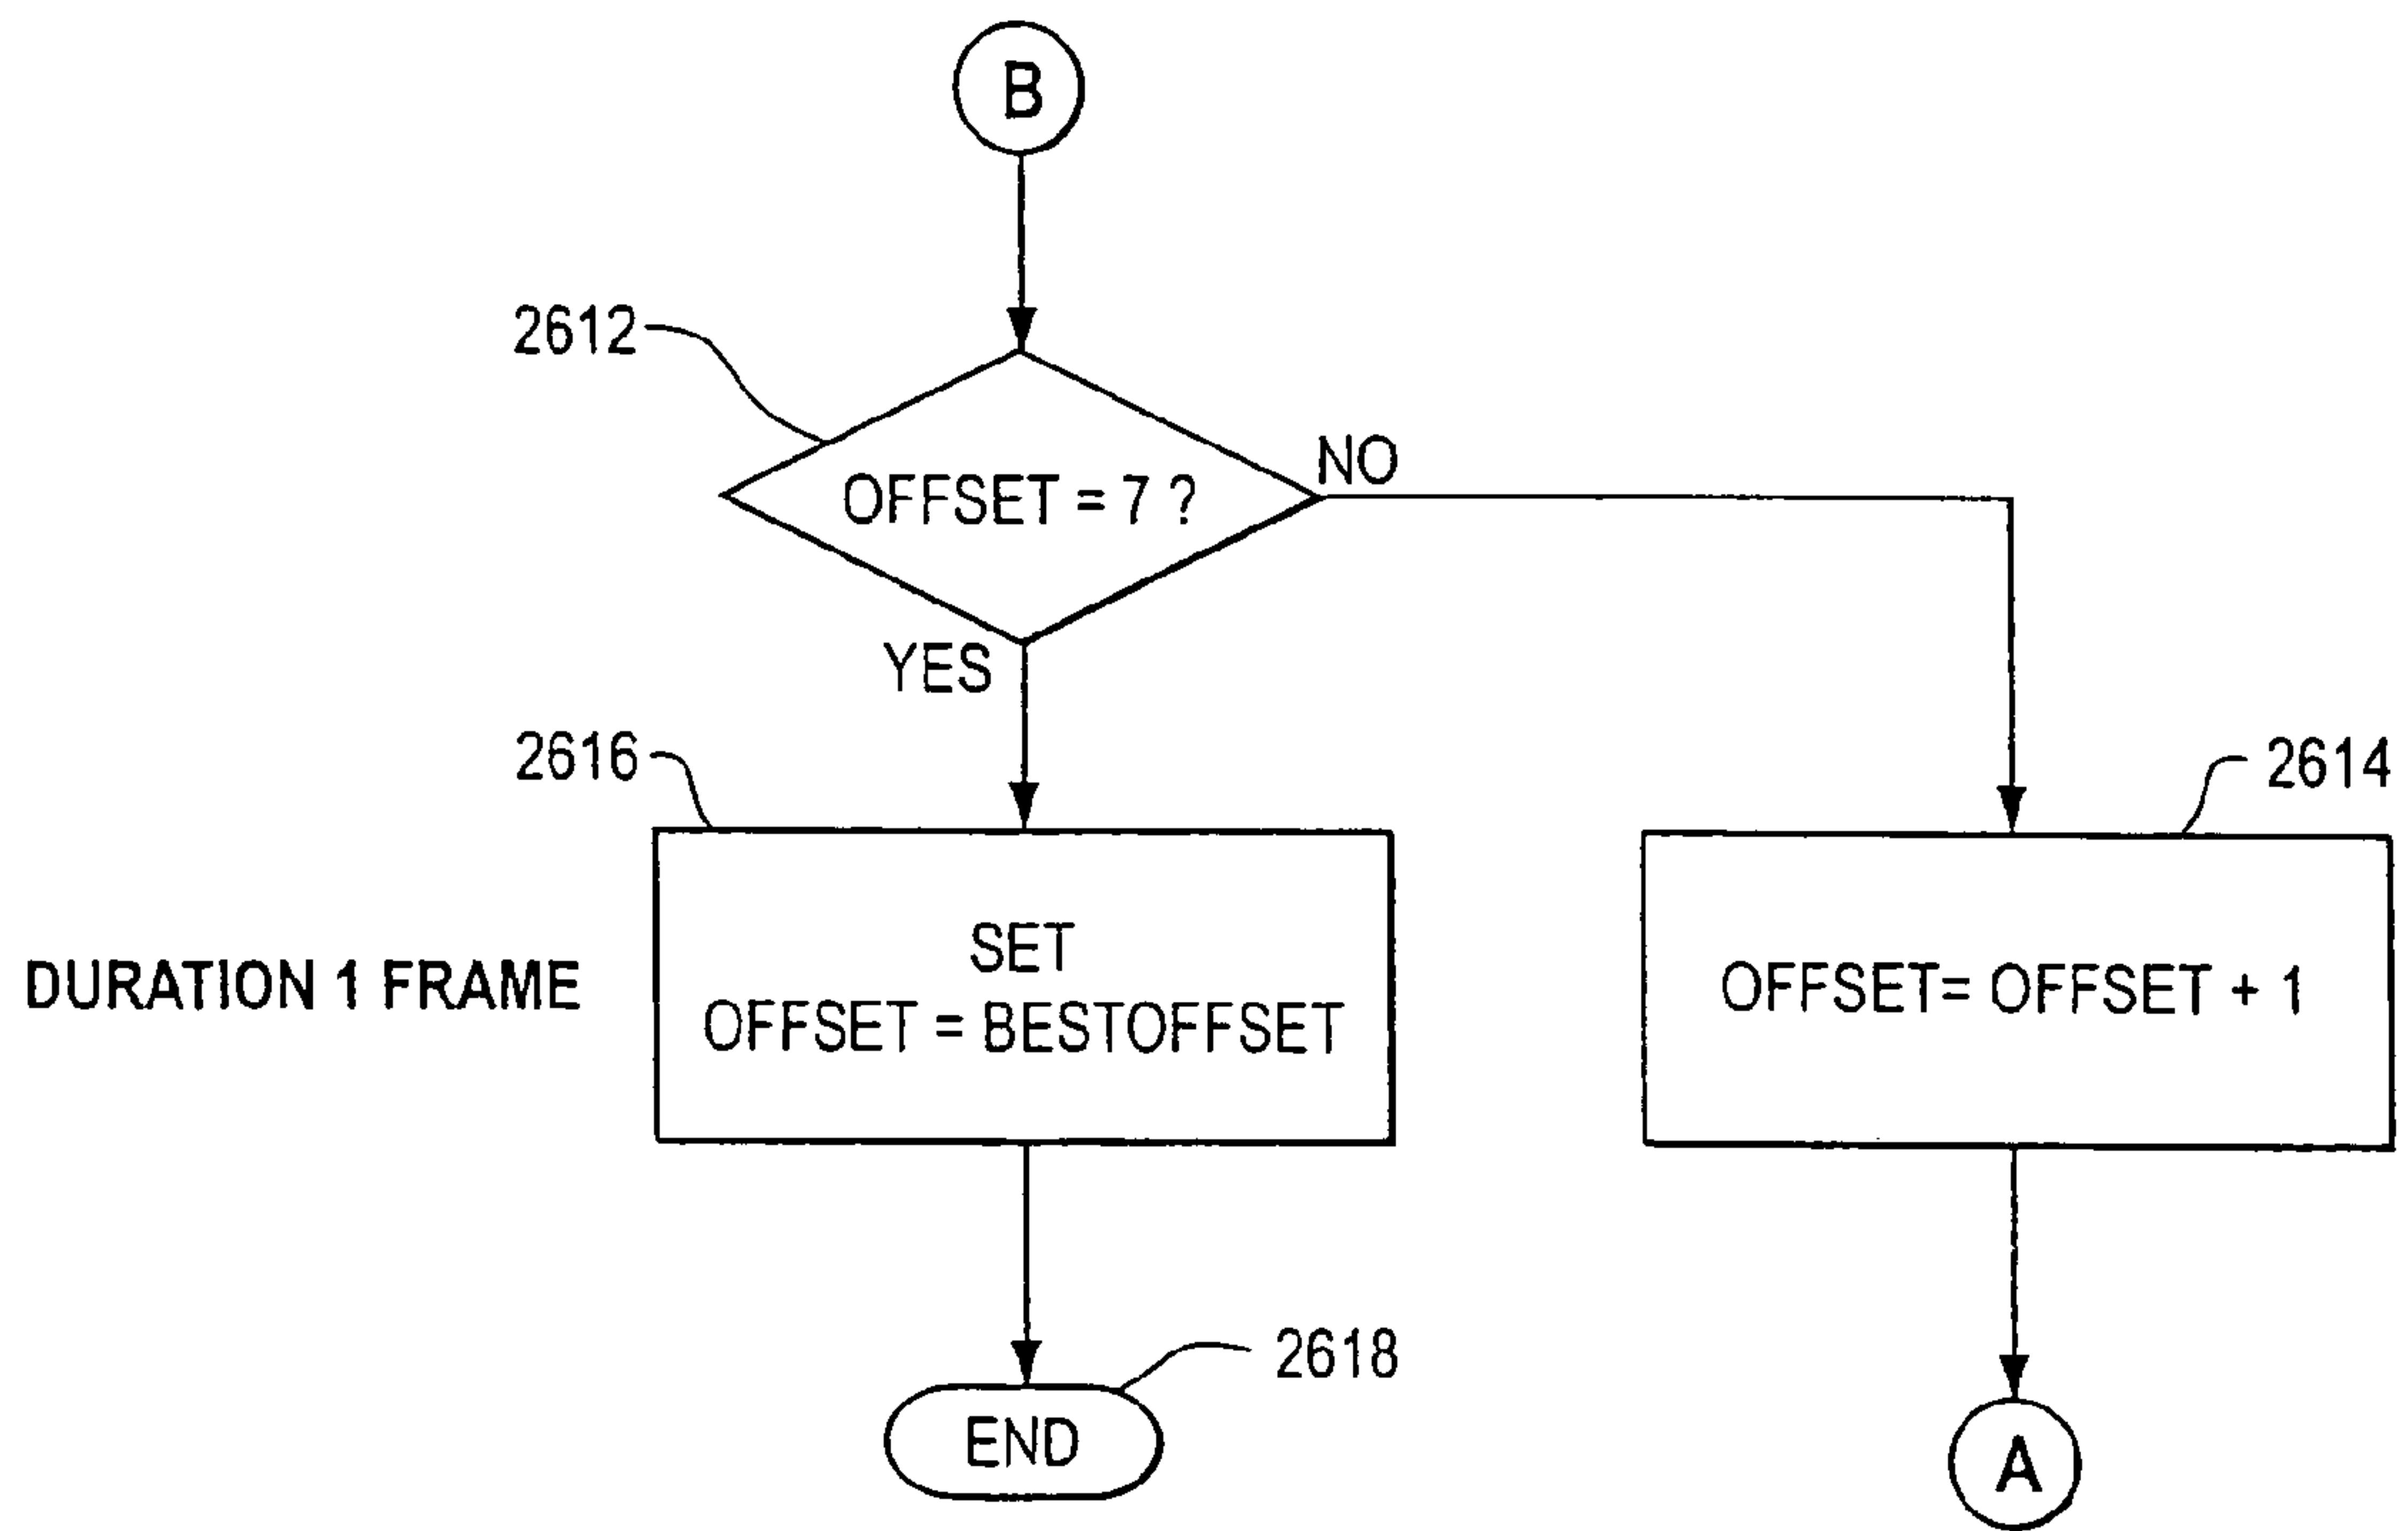 B
2612
NO
OFFSET = 7 ?
YES
2616
2614
SET
OFFSET = BESTOFFSET
DURATION 1 FRAME
OFFSET= OFFSET + 1
2618
END
A